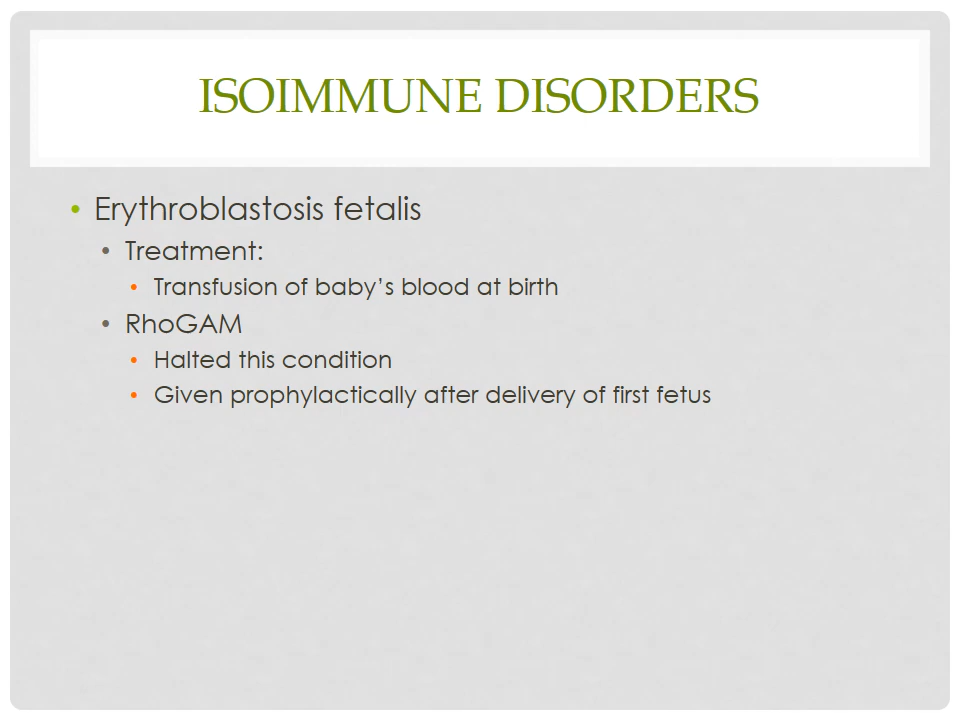 ISOIMMUNE DISORDERS
• Erythroblastosis fetalis
• Treatment:
• Transfusion of baby’s blood at birth
• RhoGAM
• Halted this condition
• Given prophylactically after delivery of first fetus